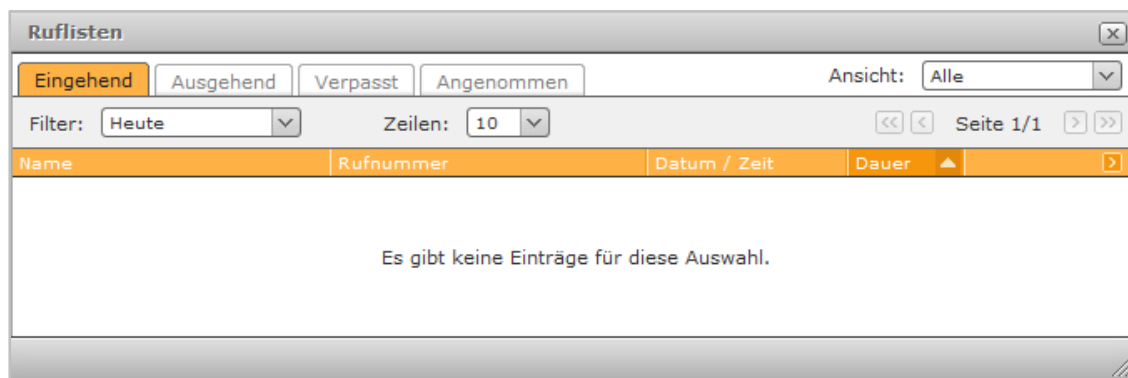 Ruflisten
Eingehend Ausgehend Verpasst Angenommen Ansicht: Alle
Filter: Heute Zeilen: 10 Seite 1/1
Name Rufnummer Datum / Zeit Dauer
Es gibt keine Einträge für diese Auswahl.